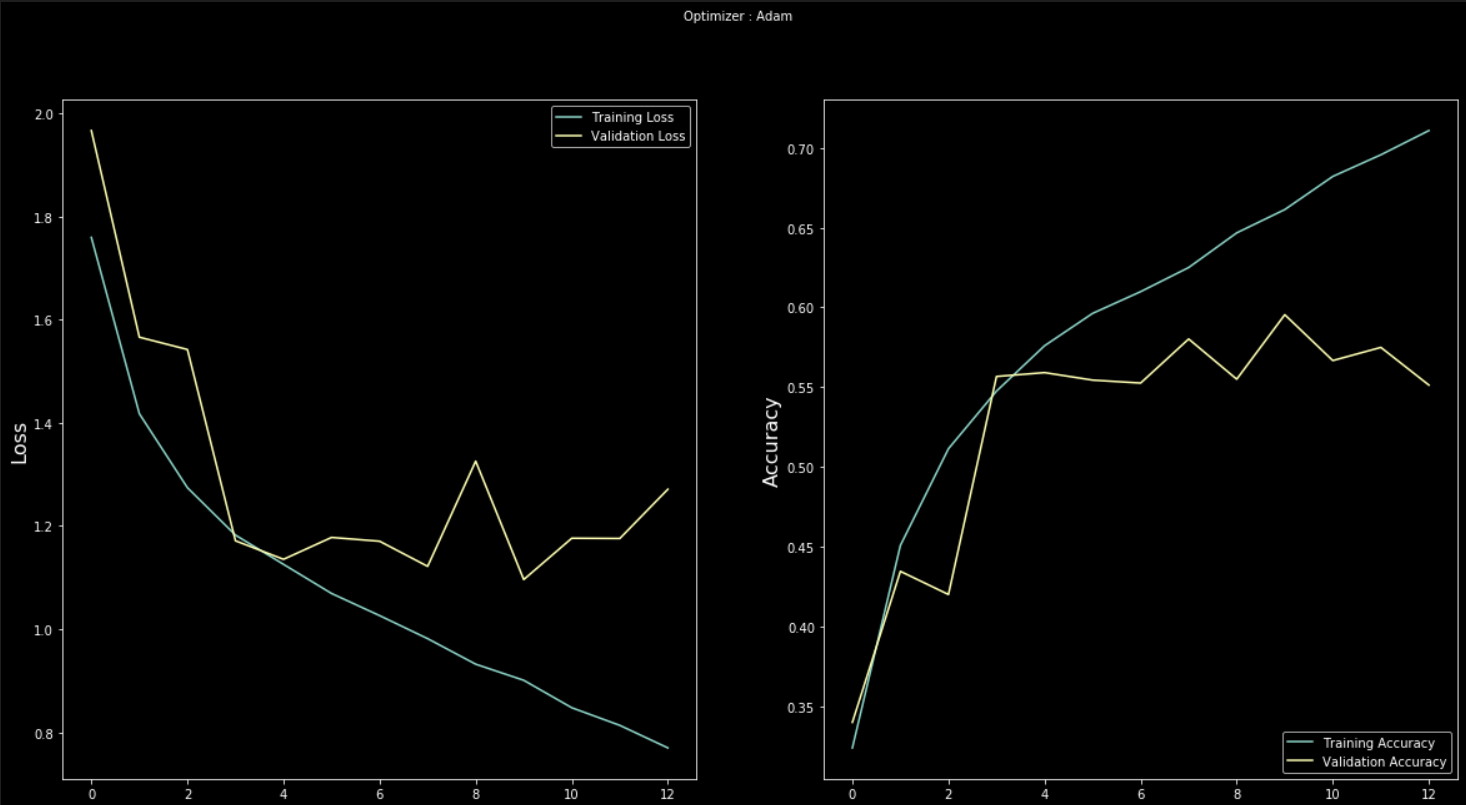 Optimizer : Adam
2.0
1.8
1.6
1.4
1.2
1.0
0.8
Loss
Training Loss
Validation Loss
0 2 4 6 8 10 12
0.70
0.65
0.60
0.55
0.50
0.45
0.40
0.35
Accuracy
Training Accuracy
Validation Accuracy
0 2 4 6 8 10 12